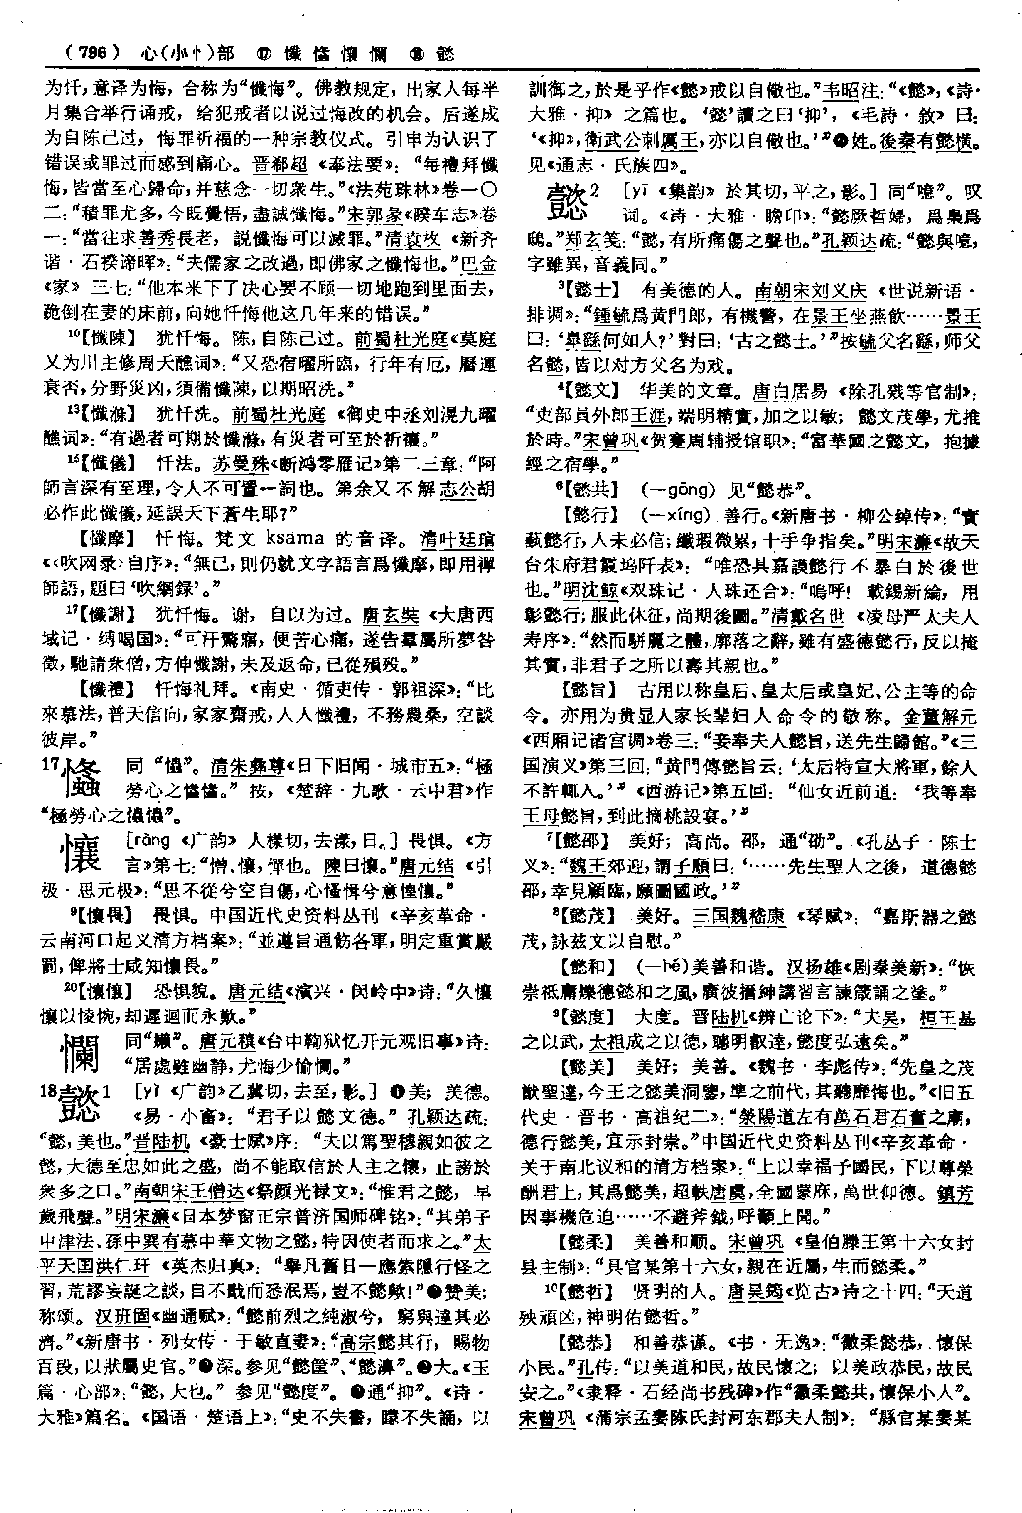 （796） 心(小忄)部 ⑰ 懺 懏 懹 懶 ⑱ 懿
为忏，意译为悔，合称为“懺悔”。佛教规定，出家人每半
月集合举行诵戒，给犯戒者以说过悔改的机会。后遂成
为自陈己过，悔罪祈福的一种宗教仪式。引申为认识了
错误或罪过而感到痛心。晋郗超《奉法要》：“每禮拜懺
悔，皆當至心歸命，并慈念一切衆生。”《法苑珠林》卷一〇
二：“積罪尤多，今既覺悟，盡誠懺悔。”宋郭彖《睽车志》卷
一：“當往求善秀長老，説懺悔可以滅罪。”清袁枚《新齐
谐·石揆谛晖》：“夫儒家之改過，即佛家之懺悔也。”巴金
《家》三七：“他本来下了决心要不顾一切地跑到里面去，
跪倒在妻的床前，向她忏悔他这几年来的错误。”
¹⁰【懺陳】 犹忏悔。陈，自陈己过。前蜀杜光庭《莫庭
乂为川主修周天醮词》：“又恐宿曜所臨，行年有厄，曆運
衰否，分野災凶，須備懺陳，以期昭洗。”
¹³【懺滌】 犹忏洗。前蜀杜光庭《御史中丞刘滉九曜
醮词》：“有過者可期於懺滌，有災者可至於祈禳。”
¹⁵【懺儀】 忏法。苏曼殊《断鸿零雁记》第二三章：“阿
師言深有至理，令人不可置一詞也。第余又不解志公胡
必作此懺儀，延誤天下蒼生耶？”
【懺摩】 忏悔。梵文 ksama 的音译。清叶廷琯
《〈吹网录〉自序》：“無已，則仍就文字語言爲懺摩，即用禪
師語，題曰‘吹網録’。”
¹⁷【懺謝】 犹忏悔。谢，自以为过。唐玄奘《大唐西
域记·缚喝国》：“可汗驚寤，便苦心痛，遂告羣屬所夢咎
徵，馳請衆僧，方伸懺謝，未及返命，已從殞殁。”
【懺禮】 忏悔礼拜。《南史·循吏传·郭祖深》：“比
來慕法，普天信向，家家齋戒，人人懺禮，不務農桑，空談
彼岸。”
同“㤏”。清朱彝尊《日下旧闻·城市五》：“極
按，《楚辞·九歌·云中君》作
懹 [ràng 《广韵》人樣切，去漾，日。] 畏惧。《方
言》第七：“憎、懹，憚也。陳曰懹。”唐元结《引
极·思元极》：“思不從兮空自傷，心慅悁兮意惶懹。”
⁹【懹畏】 畏惧。中国近代史资料丛刊《辛亥革命·
云南河口起义清方档案》：“並遵旨通飭各軍，明定重賞嚴
罰，俾將士咸知懹畏。”
²⁰【懹懹】 恐惧貌。唐元结《演兴·闵岭中》诗：“久懹
懹以㥄惋，却遲迴而永歎。”
同“嬾”。唐元稹《台中鞫狱忆开元观旧事》诗：
“居處雖幽静，尤悔少愉㦨。”
18懿1 [yì 《广韵》乙冀切，去至，影。] ❶美；美德。
《易·小畜》：“君子以懿文德。”孔颖达疏：
“懿，美也。”晋陆机《豪士赋》序：“夫以篤聖穆親如彼之
懿，大德至忠如此之盛，尚不能取信於人主之懷，止謗於
衆多之口。”南朝宋王僧达《祭颜光禄文》：“惟君之懿，早
歲飛聲。”明宋濂《日本梦窗正宗普济国师碑铭》：“其弟子
中津法、孫中巽有慕中華文物之懿，特因使者而求之。”太
平天国洪仁玕《英杰归真》：“舉凡舊日一應索隱行怪之
習，荒謬妄誕之談，自不戢而悉泯焉，豈不懿歟！”❷赞美；
称颂。汉班固《幽通赋》：“懿前烈之純淑兮，窮與達其必
濟。”《新唐书·列女传·于敏直妻》：“高宗懿其行，賜物
百段，以狀屬史官。”❸深。参见“懿筐”、“懿濞”。❹大。《玉
篇·心部》：“懿，大也。”参见“懿度”。❺通“抑”。《诗·
大雅》篇名。《国语·楚语上》：“史不失書，矇不失誦，以
訓御之，於是乎作《懿》戒以自儆也。”韦昭注：“《懿》，《詩·
大雅·抑》之篇也。‘懿’讀之曰‘抑’，《毛詩·敘》曰：
‘《抑》，衛武公刺厲王，亦以自儆也。’”❻姓。後秦有懿横。
见《通志·氏族四》。
懿2 [yī 《集韵》於其切，平之，影。] 同“噫”。叹
词。《诗·大雅·瞻卬》：“懿厥哲婦，爲梟爲
鴟。”郑玄笺：“懿，有所痛傷之聲也。”孔颖达疏：“懿與噫，
字雖異，音義同。”
³【懿士】 有美德的人。南朝宋刘义庆《世说新语·
排调》：“鍾毓爲黄門郎，有機警，在景王坐燕飲……景王
曰：‘臯繇何如人？’對曰：‘古之懿士。’”按毓父名繇，师父
名懿，皆以对方父名为戏。
⁴【懿文】 华美的文章。唐白居易《除孔戣等官制》：
“吏部員外郎王涯，端明精實，加之以敏；懿文茂學，尤推
於時。”宋曾巩《贺蹇周辅授馆职》：“富華國之懿文，抱據
經之宿學。”
⁶【懿共】 （—gōng） 见“懿恭”。
【懿行】 （—xíng）善行。《新唐书·柳公绰传》：“實
蓺懿行，人未必信；纖瑕微累，十手争指矣。”明宋濂《故天
台朱府君霞坞阡表》：“唯恐其嘉謨懿行不暴白於後世
也。”明沈鲸《双珠记·人珠还合》：“嗚呼！載錫新綸，用
彰懿行；服此休征，尚期後圖。”清戴名世《凌母严太夫人
寿序》：“然而駢麗之體，廓落之辭，雖有盛德懿行，反以掩
其實，非君子之所以壽其親也。”
【懿旨】 古用以称皇后、皇太后或皇妃、公主等的命
令。亦用为贵显人家长辈妇人命令的敬称。金董解元
《西厢记诸宫调》卷三：“妾奉夫人懿旨，送先生歸館。”《三
国演义》第三回：“黄門傳懿旨云：‘太后特宣大將軍，餘人
不許輒入。’”《西游记》第五回：“仙女近前道：‘我等奉
王母懿旨，到此摘桃設宴。’”
⁷【懿邵】 美好；高尚。邵，通“劭”。《孔丛子·陈士
义》：“魏王郊迎，謂子順曰：‘……先生聖人之後，道德懿
邵，幸見顧臨，願圖國政。’”
⁸【懿茂】 美好。三国魏嵇康《琴赋》：“嘉斯器之懿
茂，詠兹文以自慰。”
【懿和】 （—hé）美善和谐。汉扬雄《剧秦美新》：“恢
崇祗庸爍德懿和之風，廣彼搢紳講習言諫箴誦之塗。”
⁹【懿度】 大度。晋陆机《辨亡论下》：“夫吴，桓王基
之以武，太祖成之以德，聰明叡達，懿度弘遠矣。”
【懿美】 美好；美善。《魏书·李彪传》：“先皇之茂
猷聖達，今王之懿美洞鑒，準之前代，其聽靡悔也。”《旧五
代史·晋书·高祖纪二》：“滎陽道左有萬石君石奮之廟，
德行懿美，宜示封崇。”中国近代史资料丛刊《辛亥革命·
关于南北议和的清方档案》：“上以幸福予國民，下以尊榮
酬君上，其爲懿美，超軼唐虞，全國蒙庥，萬世仰德。鎮芳
因事機危迫……不避斧鉞，呼籲上聞。”
【懿柔】 美善和顺。宋曾巩《皇伯滕王第十六女封
县主制》：“具官某第十六女，親在近屬，生而懿柔。”
¹⁰【懿哲】 贤明的人。唐吴筠《览古》诗之十四：“天道
殃頑凶，神明佑懿哲。”
【懿恭】 和善恭谨。《书·无逸》：“徽柔懿恭，懷保
小民。”孔传：“以美道和民，故民懷之；以美政恭民，故民
安之。”《隶释·石经尚书残碑》作“徽柔懿共，懷保小人”。
宋曾巩《蒲宗孟妻陈氏封河东郡夫人制》：“縣官某妻某